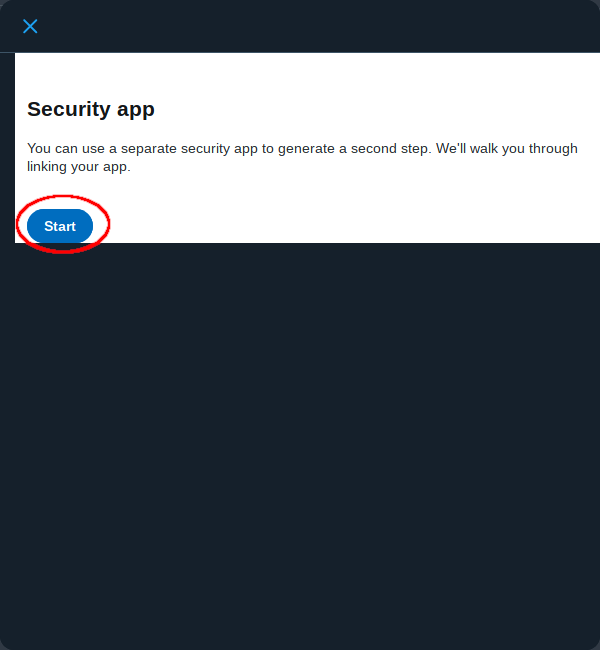 Security app
You can use a separate security app to generate a second step. We'll walk you through
linking your app.
Start